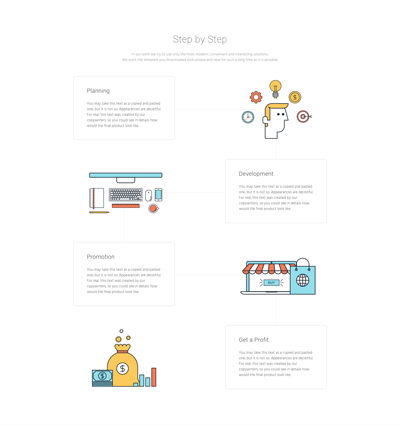 Step by Step
In our work we try to use only the most modern, convenient and interesting solutions.
We want the template you downloaded look unique and new for such a long time as it is possible.
Planning
You may take this text as a copied and pasted
one, but it is not so. Appearances are deceitful.
For real, this text was created by our
copywriters, so you could see in details how
would the final product look like.
Development
You may take this text as a copied and pasted
one, but it is not so. Appearances are deceitful.
For real, this text was created by our
copywriters, so you could see in details how
would the final product look like.
Promotion
You may take this text as a copied and pasted
one, but it is not so. Appearances are deceitful.
For real, this text was created by our
copywriters, so you could see in details how
would the final product look like.
BUY
Get a Profit
You may take this text as a copied and pasted
one, but it is not so. Appearances are deceitful.
For real, this text was created by our
copywriters, so you could see in details how
would the final product look like.